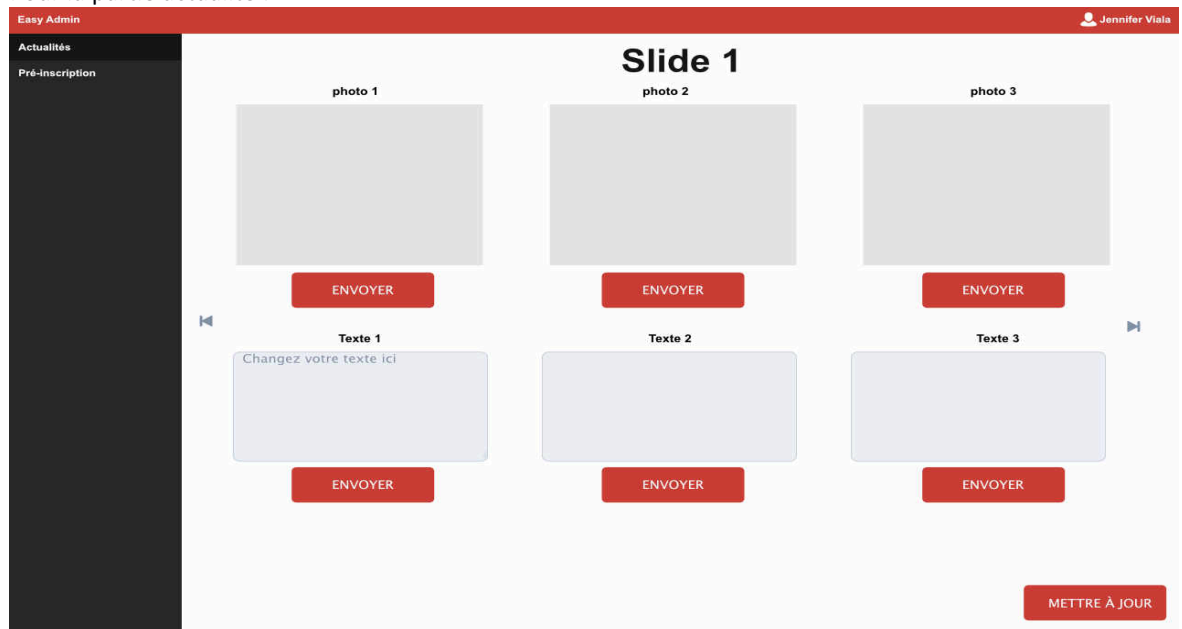 Easy Admin
Jennifer Viala
Actualités
Pré-inscription
Slide 1
photo 1
photo 2
photo 3
ENVOYER
ENVOYER
ENVOYER
Texte 1
Texte 2
Texte 3
Changez votre texte ici
ENVOYER
ENVOYER
ENVOYER
METTRE À JOUR